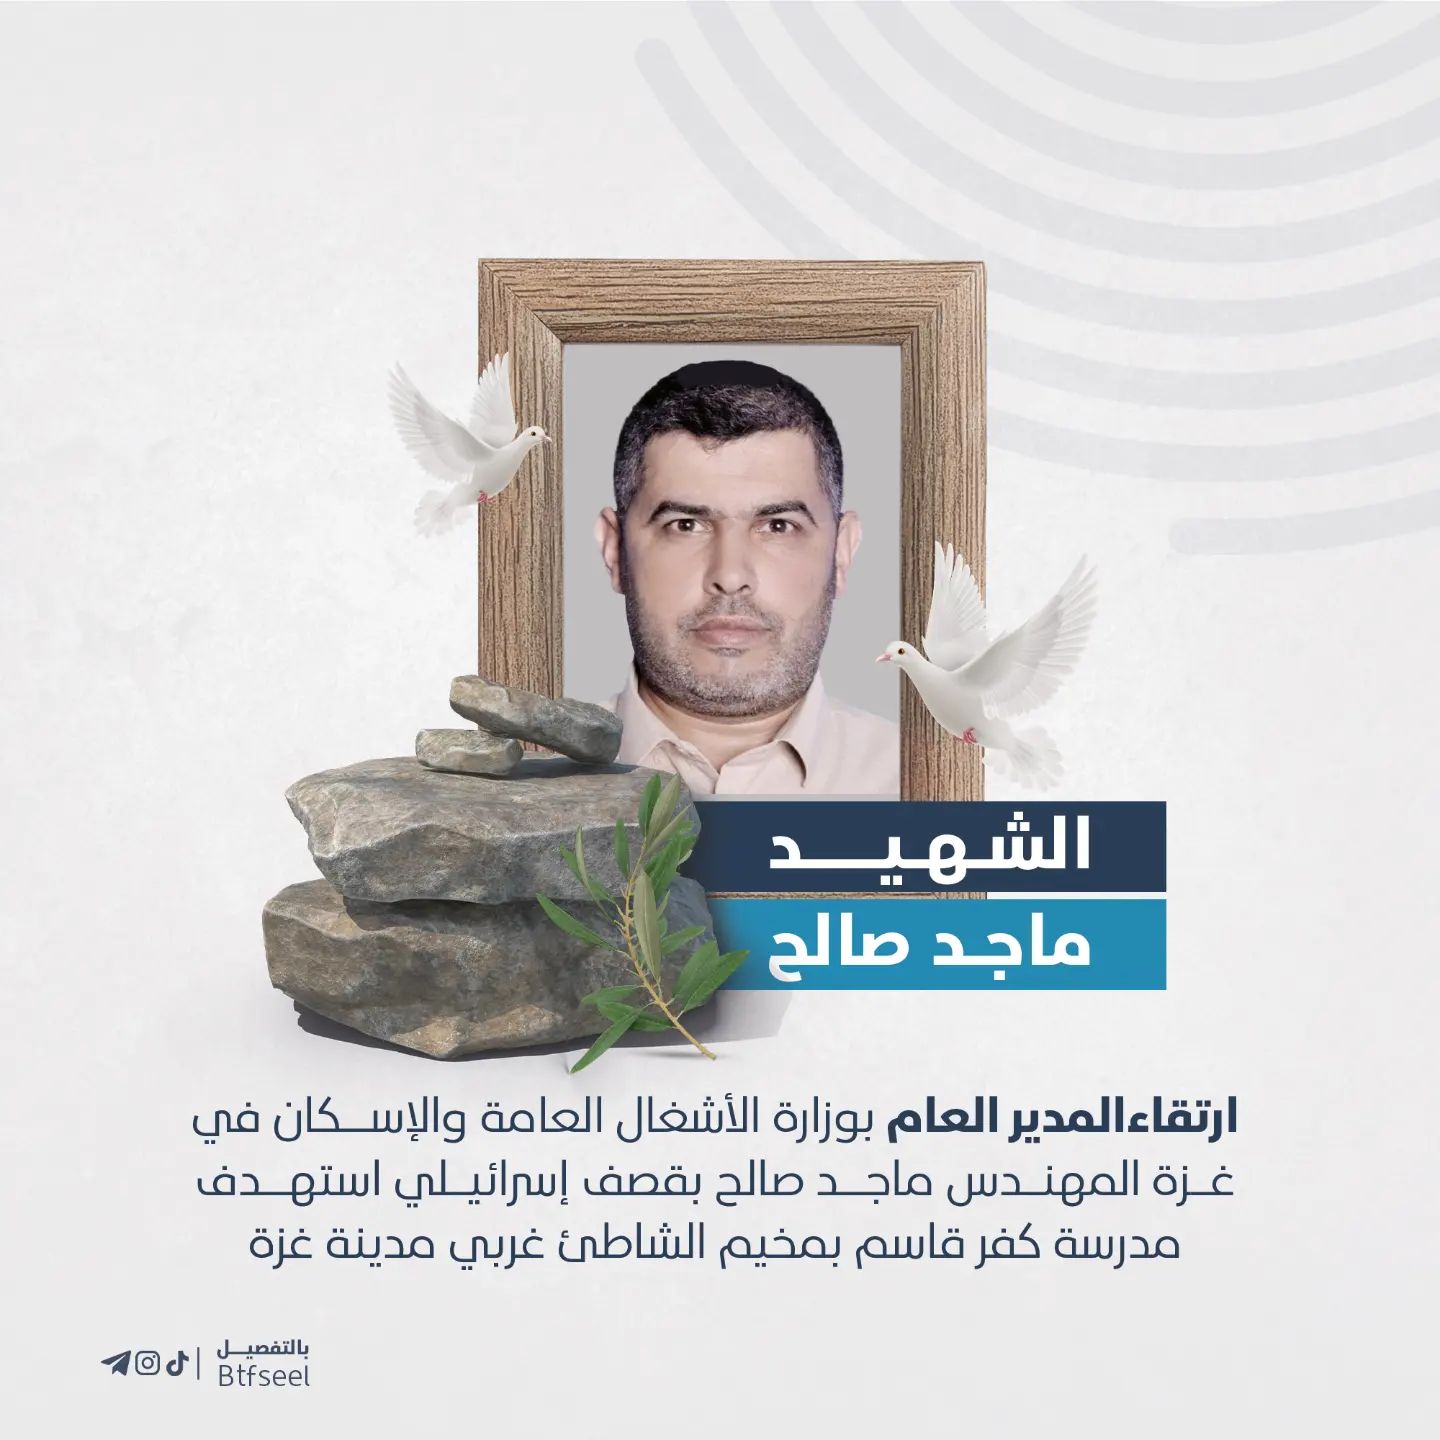 الشهيد
ماجد صالح
ارتقاء المدير العام بوزارة الأشغال العامة والإسكان في
غزة المهندس ماجد صالح بقصف إسرائيلي استهدف
مدرسة كفر قاسم بمخيم الشاطئ غربي مدينة غزة
بالتفصيل
Btfseel